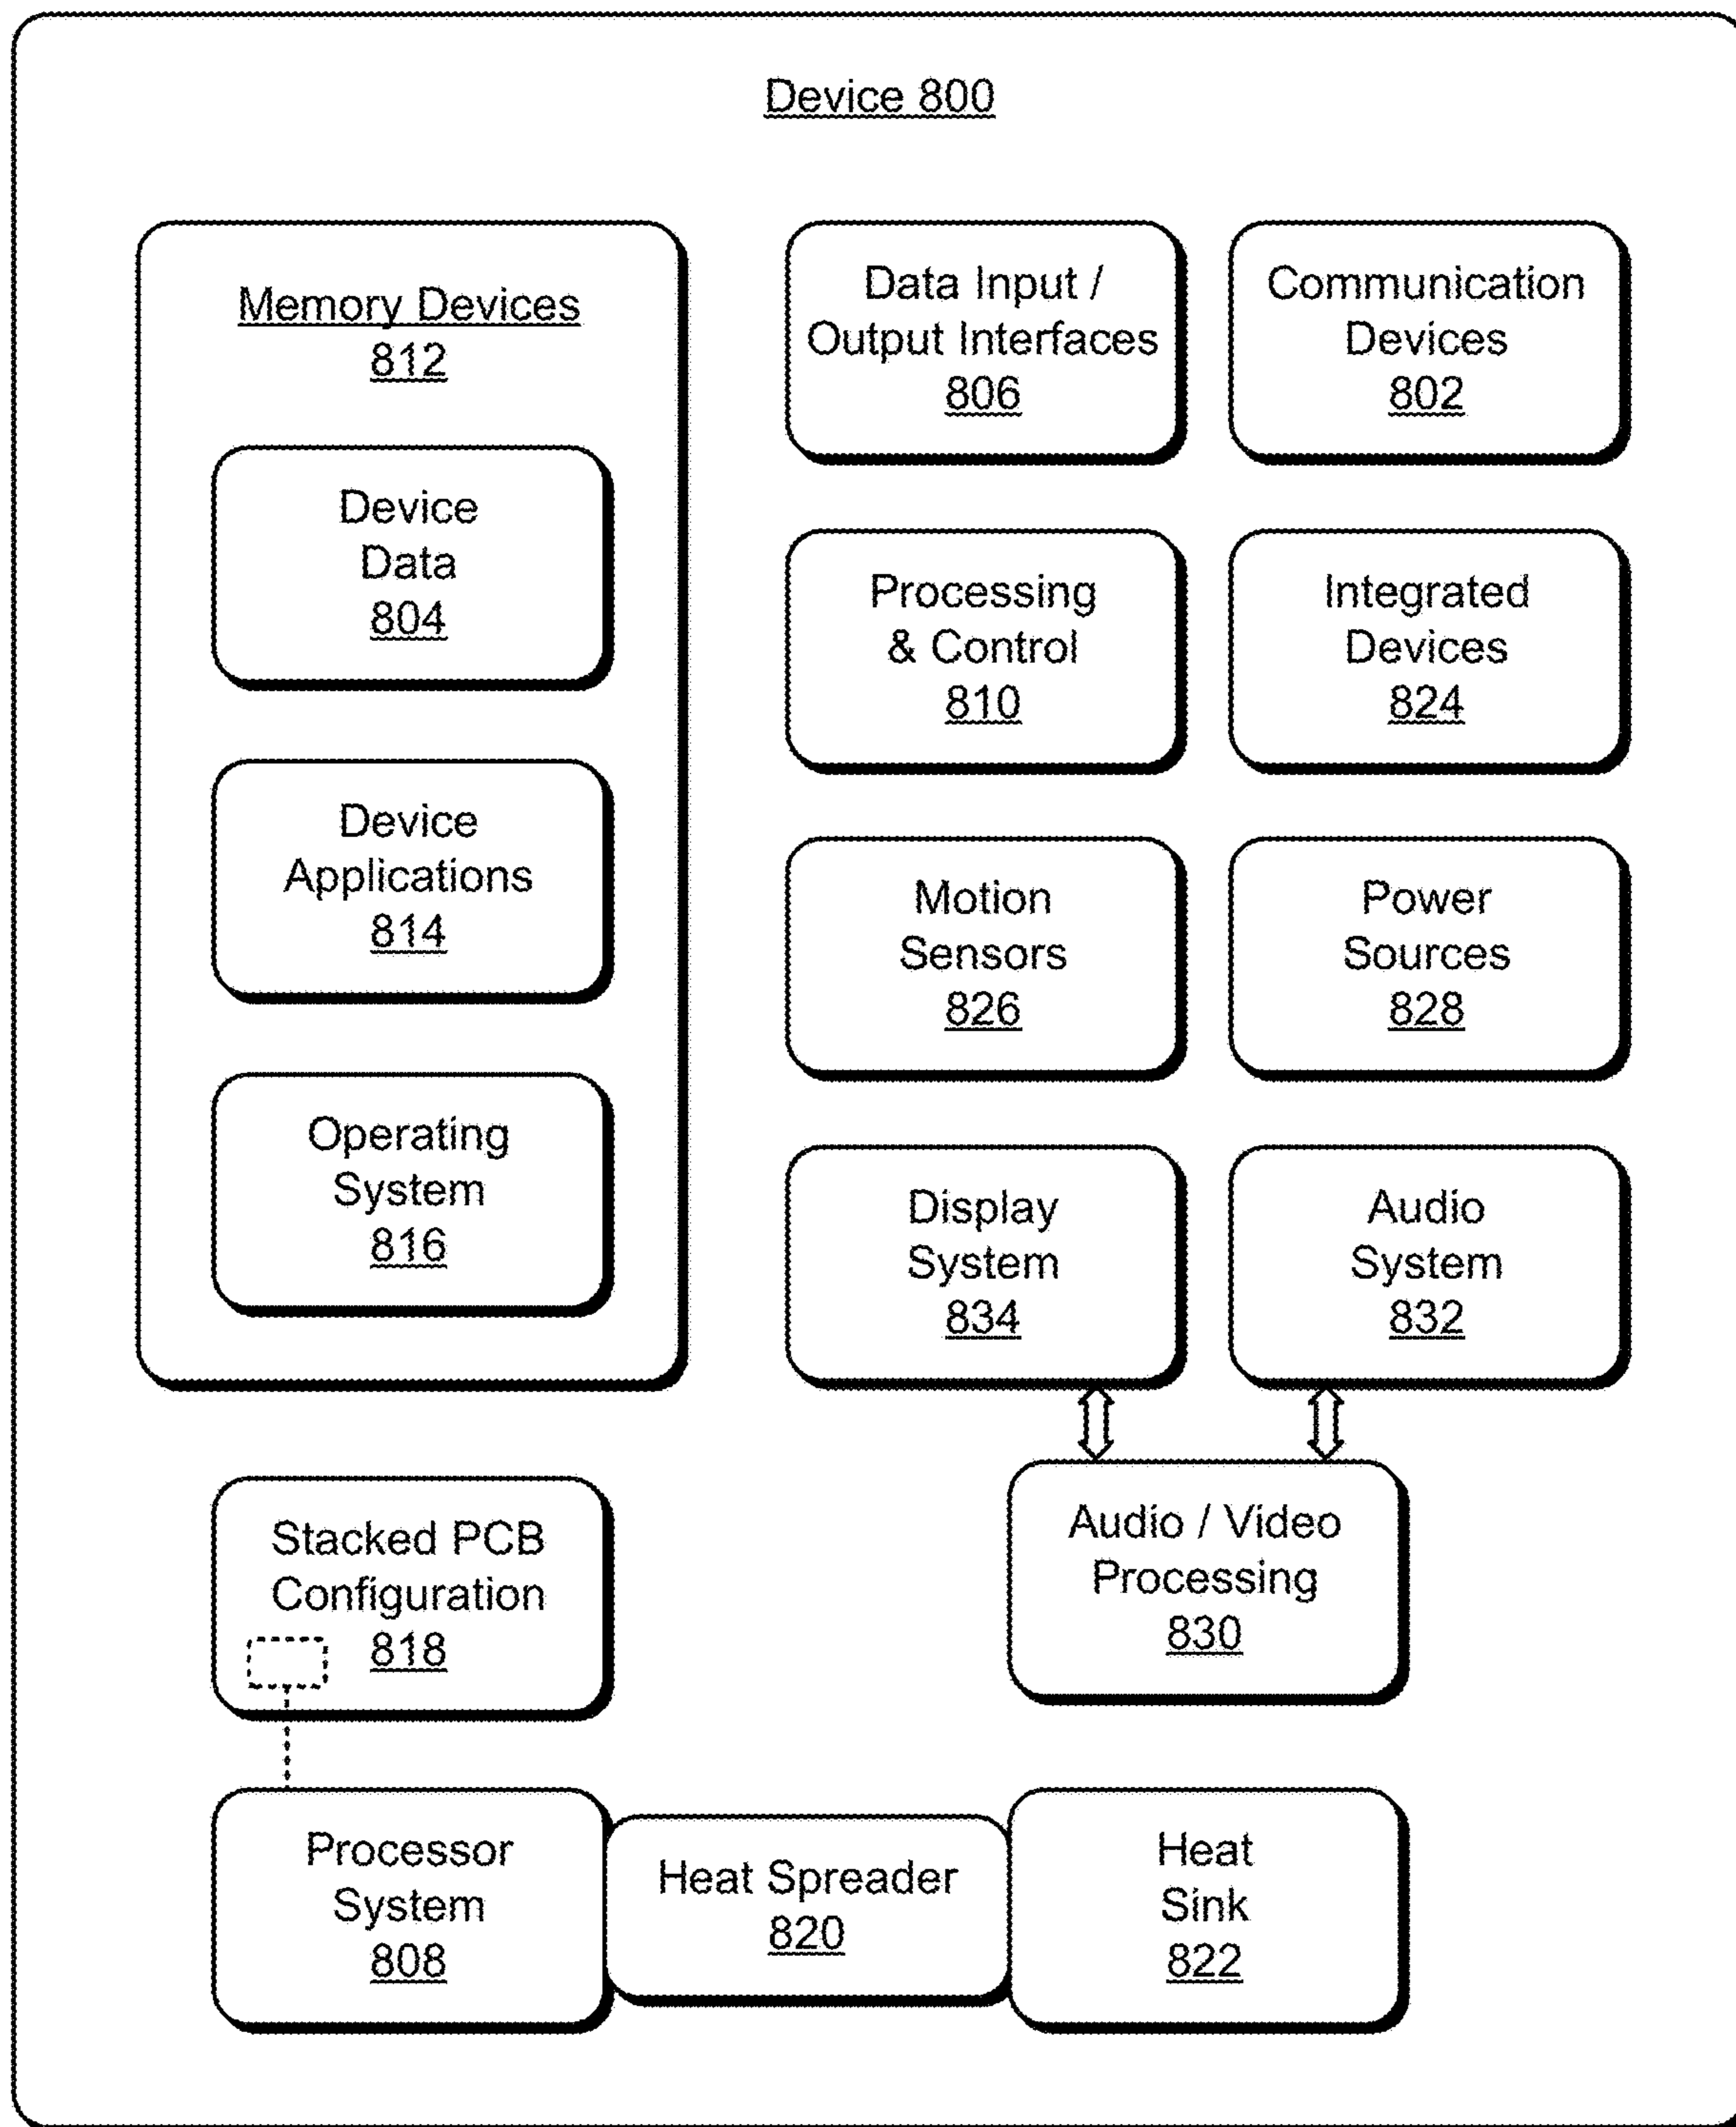 Device 800
Memory Devices
812
Device
Data
804
Device
Applications
814
Operating
System
816
Data Input /
Output Interfaces
806
Communication
Devices
802
Processing
& Control
810
Integrated
Devices
824
Motion
Sensors
826
Power
Sources
828
Display
System
834
Audio
System
832
Stacked PCB
Configuration
818
Audio / Video
Processing
830
Processor
System
808
Heat Spreader
820
Heat
Sink
822